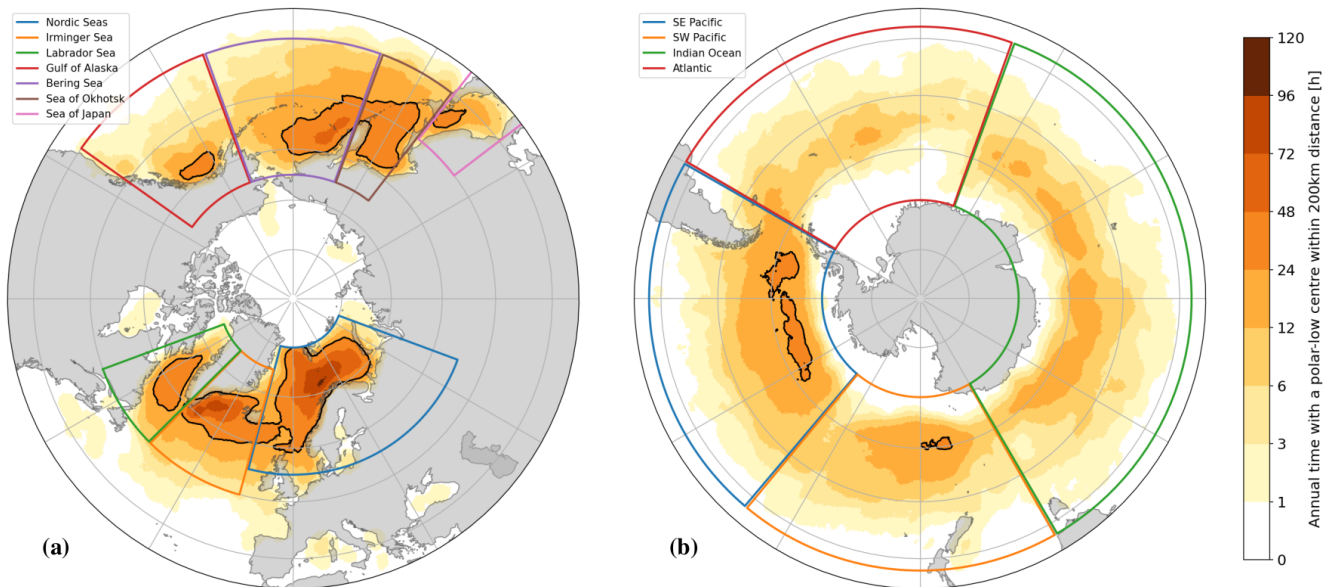 Nordic Seas
Irminger Sea
Labrador Sea
Gulf of Alaska
Bering Sea
Sea of Okhotsk
Sea of Japan
(a)
SE Pacific
SW Pacific
Indian Ocean
Atlantic
(b)
120
96
72
48
24
12
6
3
1
0
Annual time with a polar-low centre within 200km distance [h]